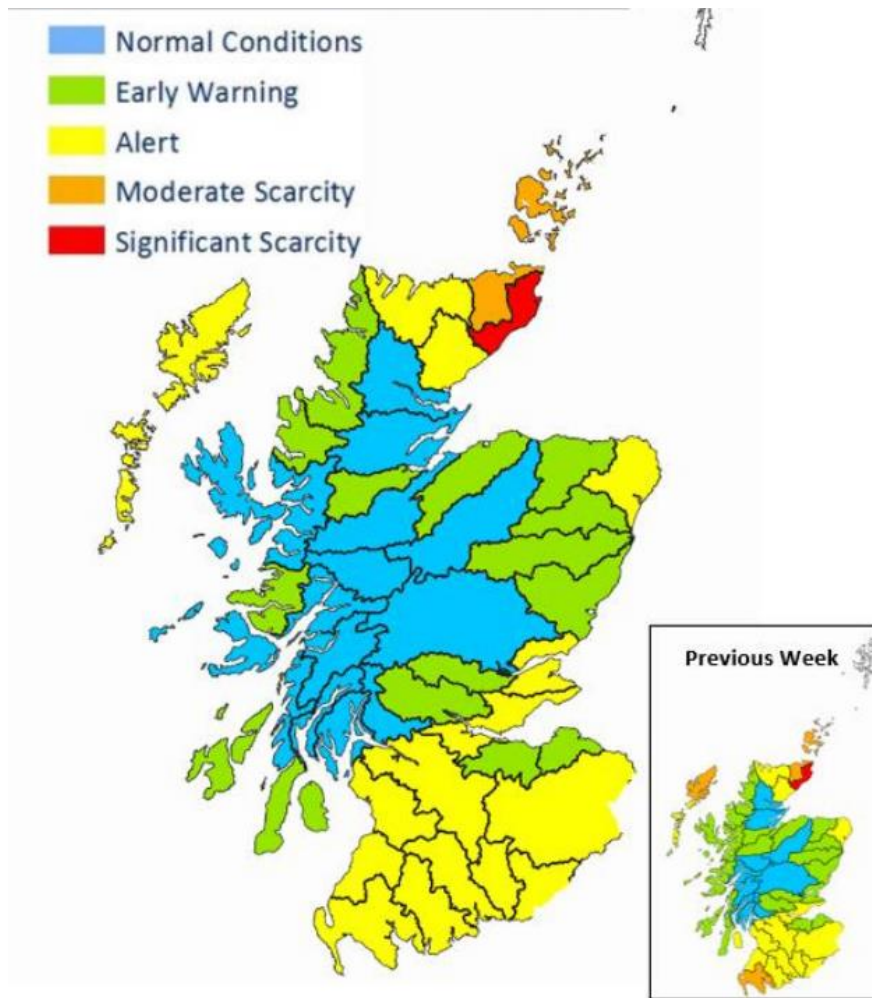 Normal Conditions
Early Warning
Alert
Moderate Scarcity
Significant Scarcity
Previous Week